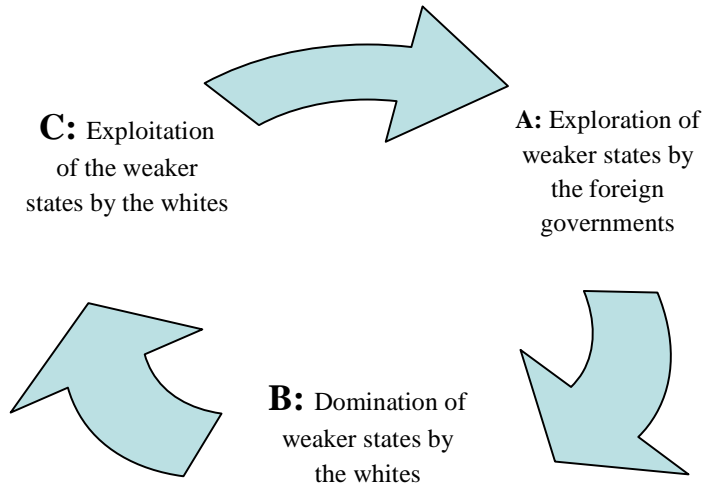 A: Exploration of
weaker states by
the foreign
governments
B: Domination of
weaker states by
the whites
C: Exploitation
of the weaker
states by the whites